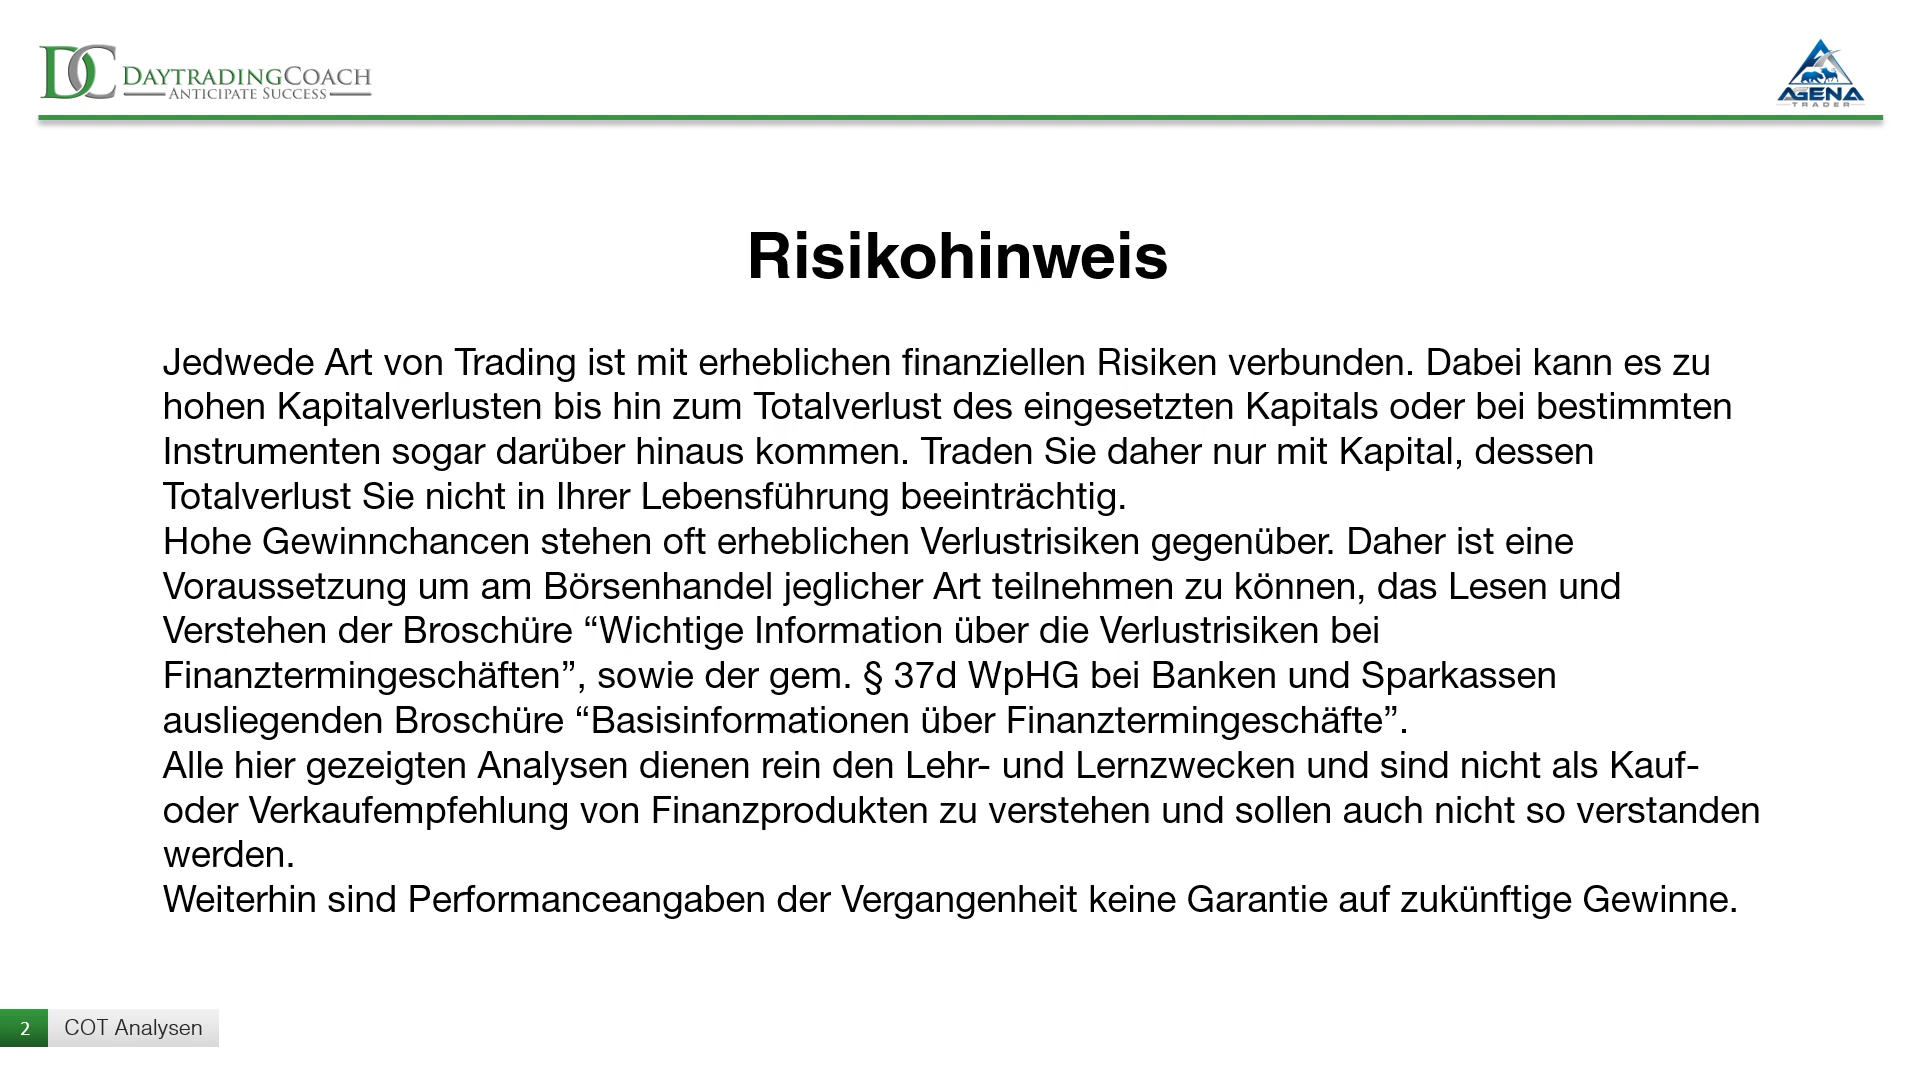 DC DAYTRADINGCOACH
ANTICIPATE SUCCESS
AGENA
TRADER
Risikohinweis
Jedwede Art von Trading ist mit erheblichen finanziellen Risiken verbunden. Dabei kann es zu
hohen Kapitalverlusten bis hin zum Totalverlust des eingesetzten Kapitals oder bei bestimmten
Instrumenten sogar darüber hinaus kommen. Traden Sie daher nur mit Kapital, dessen
Totalverlust Sie nicht in Ihrer Lebensführung beeinträchtig.
Hohe Gewinnchancen stehen oft erheblichen Verlustrisiken gegenüber. Daher ist eine
Voraussetzung um am Börsenhandel jeglicher Art teilnehmen zu können, das Lesen und
Verstehen der Broschüre “Wichtige Information über die Verlustrisiken bei
Finanztermingeschäften”, sowie der gem. § 37d WpHG bei Banken und Sparkassen
ausliegenden Broschüre “Basisinformationen über Finanztermingeschäfte”.
Alle hier gezeigten Analysen dienen rein den Lehr- und Lernzwecken und sind nicht als Kauf-
oder Verkaufempfehlung von Finanzprodukten zu verstehen und sollen auch nicht so verstanden
werden.
Weiterhin sind Performanceangaben der Vergangenheit keine Garantie auf zukünftige Gewinne.
2 COT Analysen